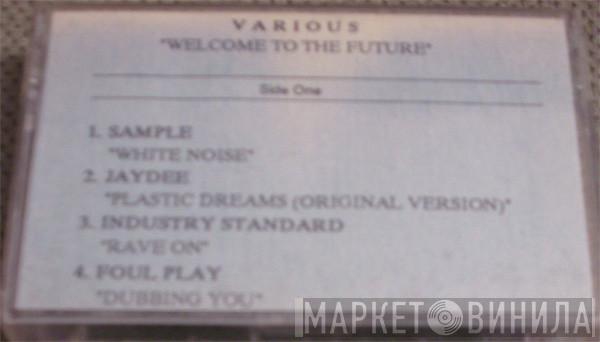 VARIOUS
"WELCOME TO THE FUTURE"
Side One
1. SAMPLE
"WHITE NOISE"
2. JAYDEE
"PLASTIC DREAMS (ORIGINAL VERSION)"
3. INDUSTRY STANDARD
"RAVE ON"
4. FOUL PLAY
"DUBBING YOU"
МАРКЕТ ВИНИЛА